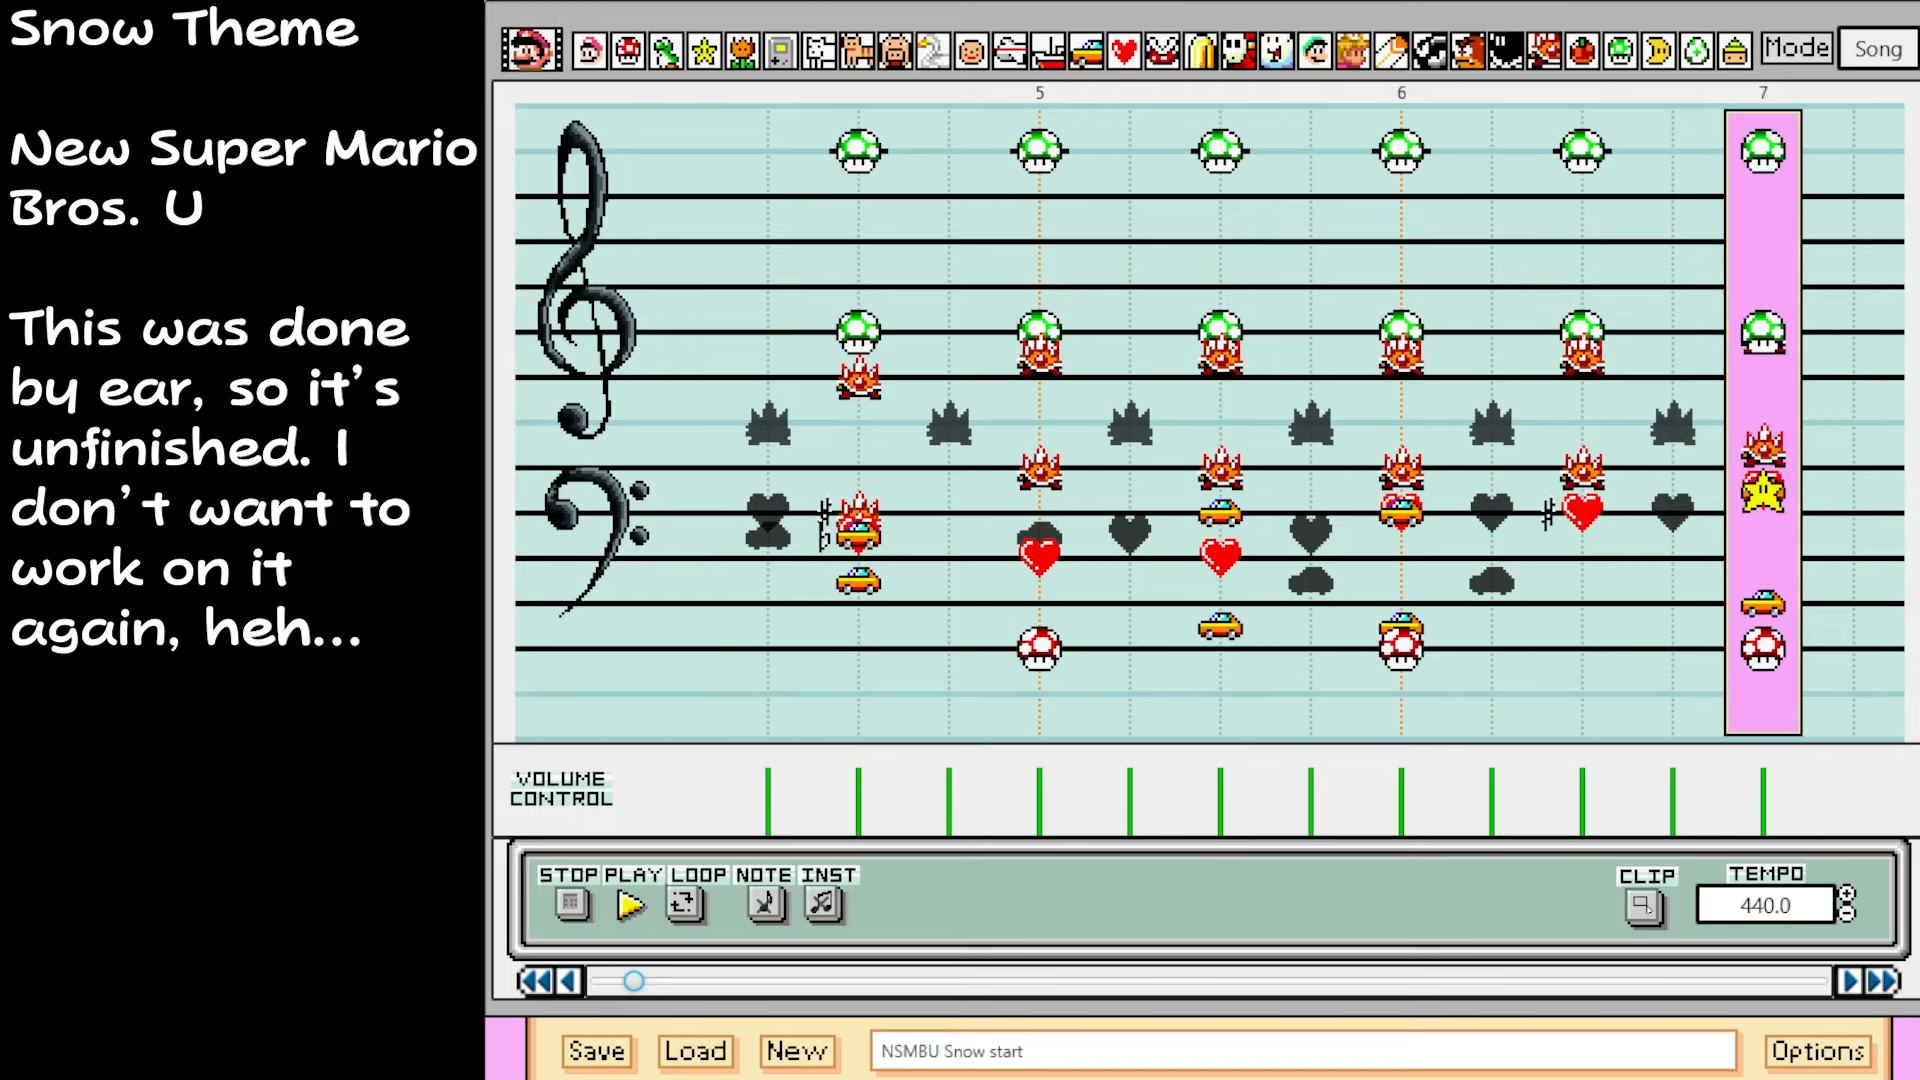 Snow Theme
New Super Mario
Bros. U
This was done
by ear, so it's
unfinished. I
don't want to
work on it
again, heh...
Mode Song
5 6 7
VOLUME
CONTROL
STOP PLAY LOOP NOTE INST
CLIP TEMPO
440.0
Save Load New NSMBU Snow start Options